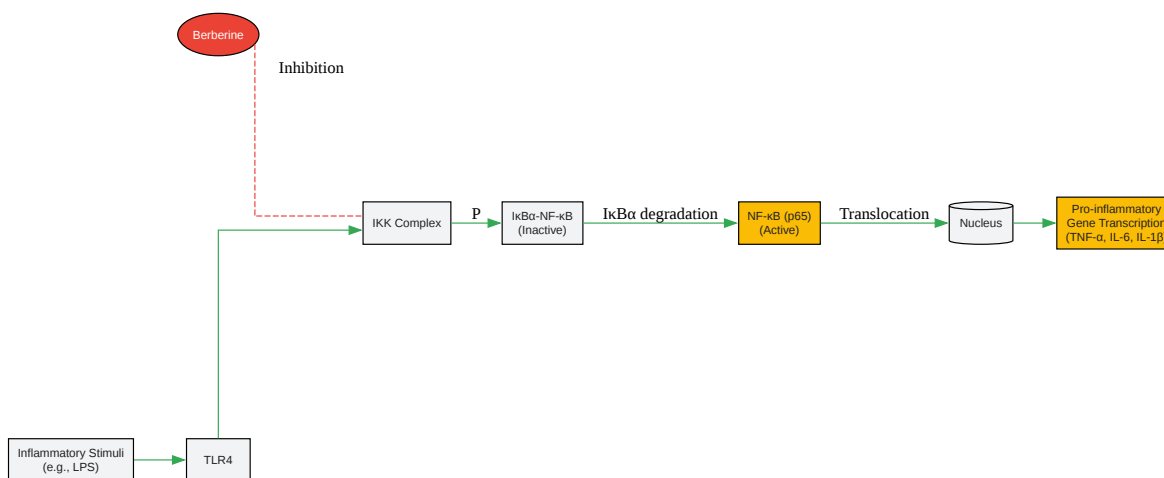 Berberine
Inhibition
IKK Complex
P
IκBα-NF-κB
(Inactive)
IκBα degradation
NF-κB (p65)
(Active)
Translocation
Nucleus
Pro-inflammatory
Gene Transcription
(TNF-α, IL-6, IL-1β)
Inflammatory Stimuli
(e.g., LPS)
TLR4